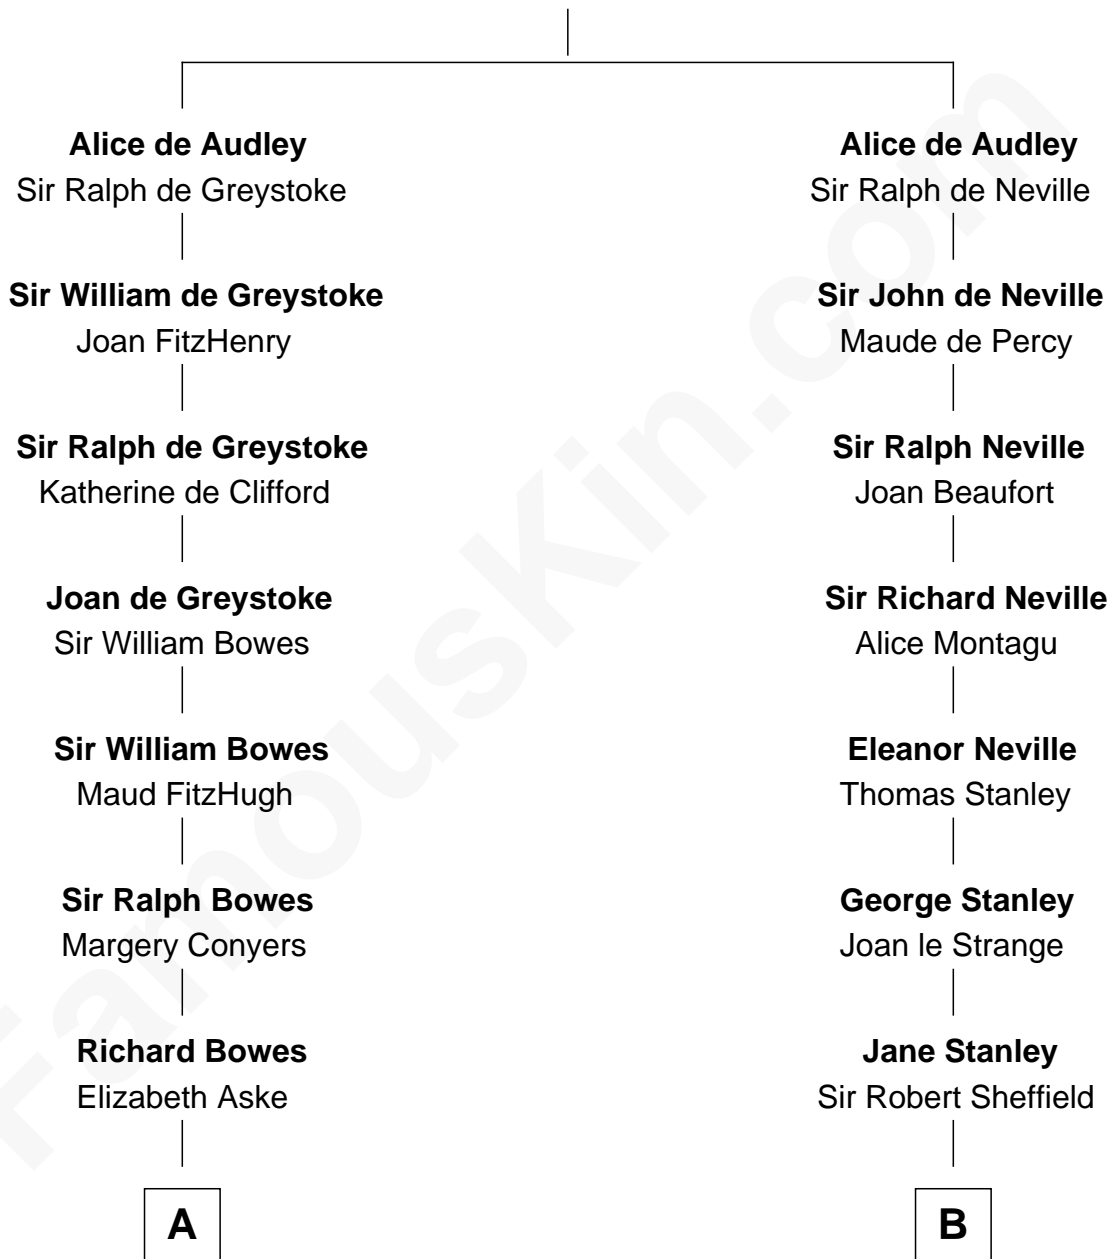 Alice de Audley
Sir Ralph de Greystoke
Sir William de Greystoke
Joan FitzHenry
Sir Ralph de Greystoke
Katherine de Clifford
Joan de Greystoke
Sir William Bowes
Sir William Bowes
Maud FitzHugh
Sir Ralph Bowes
Margery Conyers
Richard Bowes
Elizabeth Aske
A
Alice de Audley
Sir Ralph de Neville
Sir John de Neville
Maude de Percy
Sir Ralph Neville
Joan Beaufort
Sir Richard Neville
Alice Montagu
Eleanor Neville
Thomas Stanley
George Stanley
Joan le Strange
Jane Stanley
Sir Robert Sheffield
B
FamousKin.com